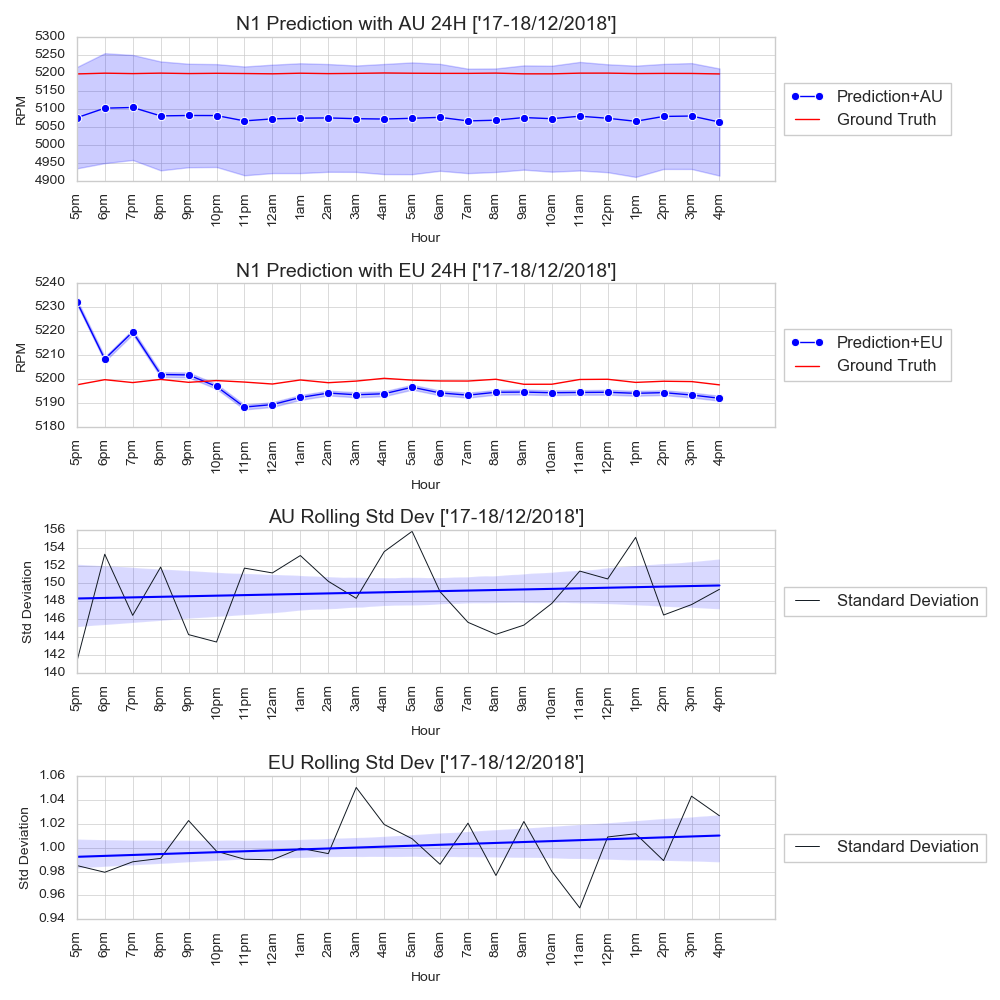 N1 Prediction with AU 24H ['17-18/12/2018']
5300
5250
5200
5150
5100
5050
5000
4950
4900
RPM
5pm 6pm 7pm 8pm 9pm 10pm 11pm 12am 1am 2am 3am 4am 5am 6am 7am 8am 9am 10am 11am 12pm 1pm 2pm 3pm 4pm
Hour
Prediction+AU
Ground Truth
N1 Prediction with EU 24H ['17-18/12/2018']
5240
5230
5220
5210
5200
5190
5180
RPM
5pm 6pm 7pm 8pm 9pm 10pm 11pm 12am 1am 2am 3am 4am 5am 6am 7am 8am 9am 10am 11am 12pm 1pm 2pm 3pm 4pm
Hour
Prediction+EU
Ground Truth
AU Rolling Std Dev ['17-18/12/2018']
156
154
152
150
148
146
144
142
140
Std Deviation
5pm 6pm 7pm 8pm 9pm 10pm 11pm 12am 1am 2am 3am 4am 5am 6am 7am 8am 9am 10am 11am 12pm 1pm 2pm 3pm 4pm
Hour
Standard Deviation
EU Rolling Std Dev ['17-18/12/2018']
1.06
1.04
1.02
1.00
0.98
0.96
0.94
Std Deviation
5pm 6pm 7pm 8pm 9pm 10pm 11pm 12am 1am 2am 3am 4am 5am 6am 7am 8am 9am 10am 11am 12pm 1pm 2pm 3pm 4pm
Hour
Standard Deviation